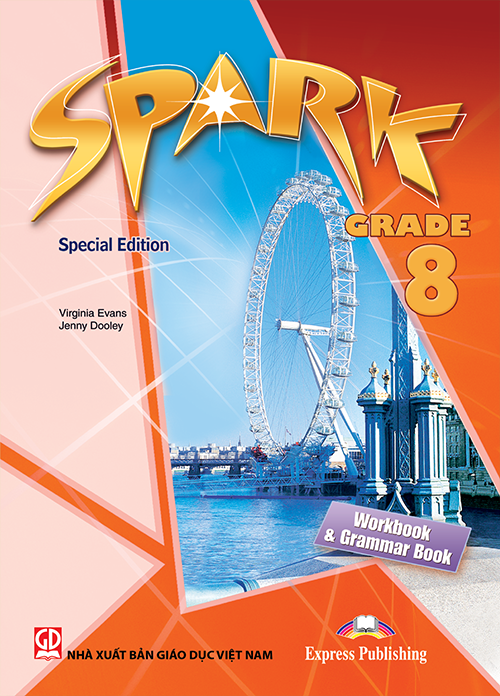 SPARK
GRADE
8
Special Edition
Virginia Evans
Jenny Dooley
Workbook
& Grammar Book
GD
NHÀ XUẤT BẢN GIÁO DỤC VIỆT NAM
Express Publishing